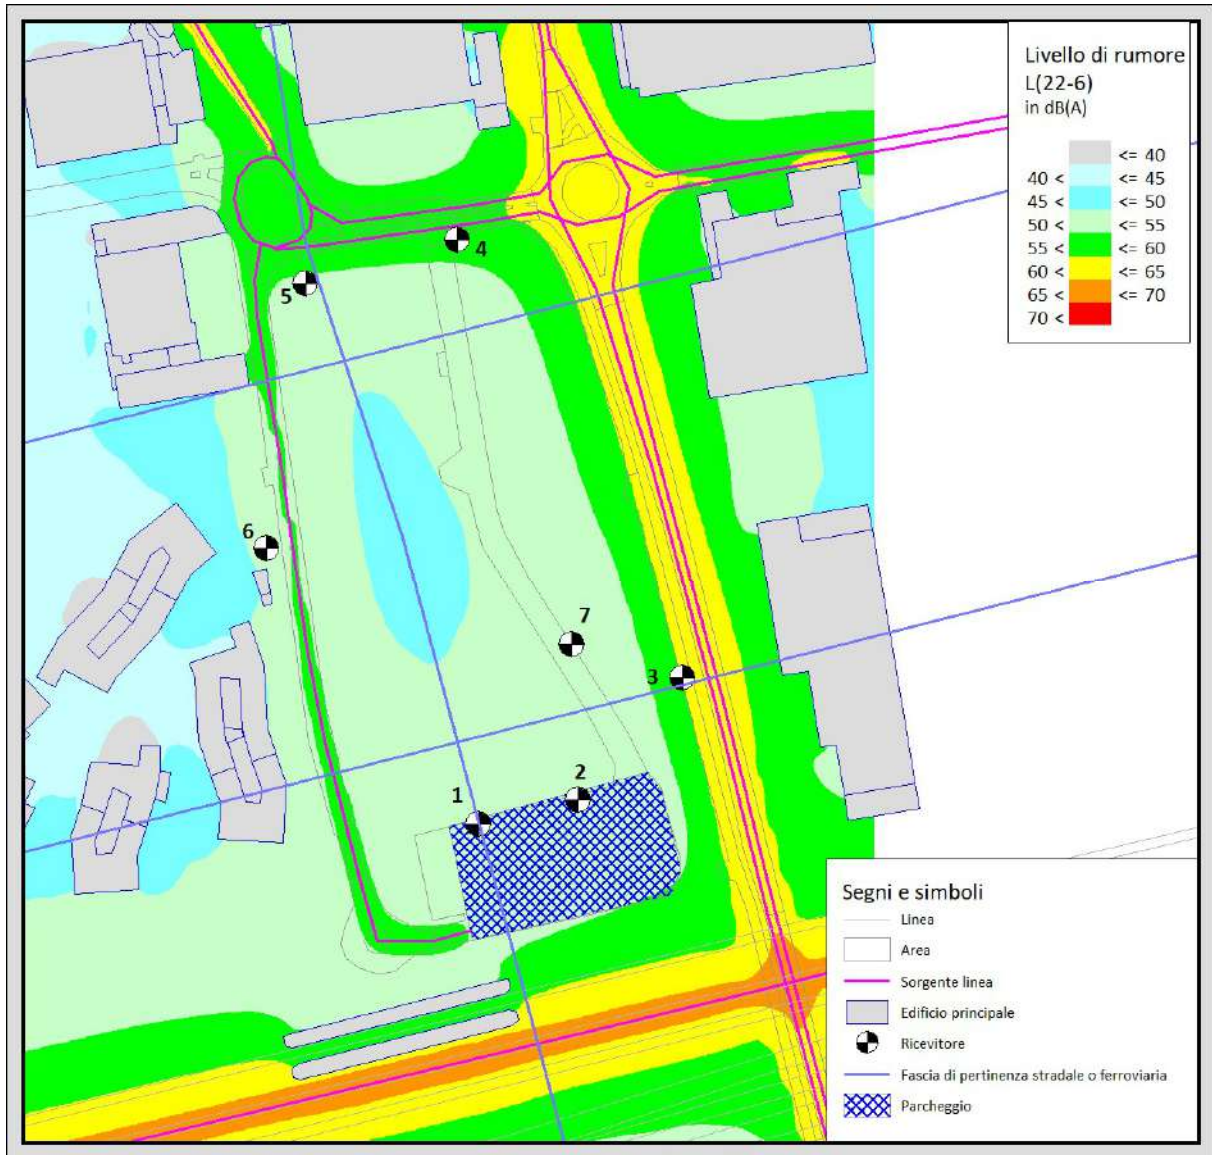 Livello di rumore
L(22-6)
in dB(A)
<= 40
40 < <= 45
45 < <= 50
50 < <= 55
55 < <= 60
60 < <= 65
65 < <= 70
70 <
4
5
6
7
3
2
1
Segni e simboli
Linea
Area
Sorgente linea
Edificio principale
Ricevitore
Fascia di pertinenza stradale o ferroviaria
Parcheggio